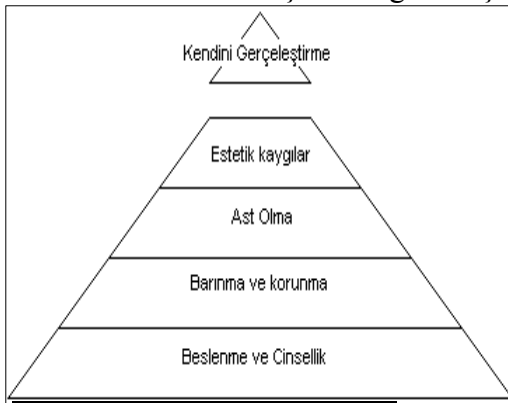 Kendini Gerçeleştirme
Estetik kaygılar
Ast Olma
Barınma ve korunma
Beslenme ve Cinsellik